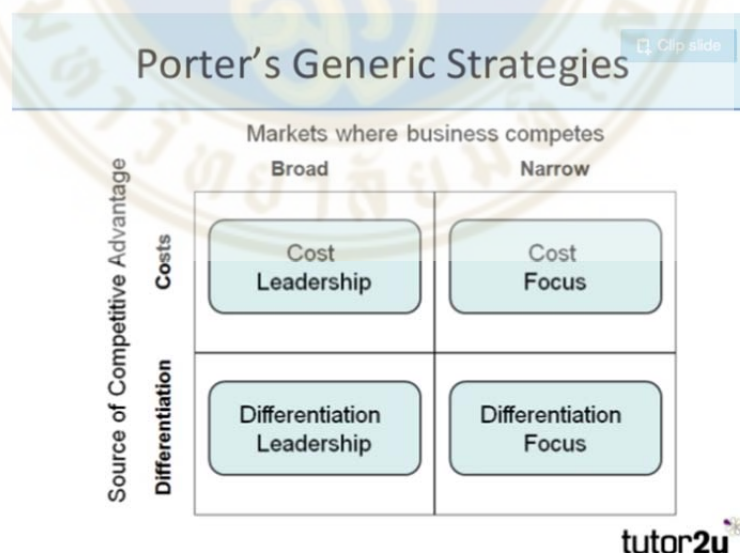 Clip slide
Porter's Generic Strategies
Markets where business competes
Broad
Narrow
Source of Competitive Advantage
Costs
Cost
Leadership
Cost
Focus
Differentiation
Differentiation
Leadership
Differentiation
Focus
tutor2u